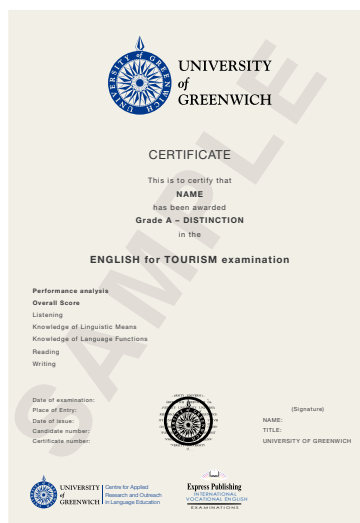 UNIVERSITY OF GREENWICH
UNIVERSITY
of
GREENWICH
SAMPLE
CERTIFICATE
This is to certify that
NAME
has been awarded
Grade A – DISTINCTION
in the
ENGLISH for TOURISM examination
Performance analysis
Overall Score
Listening
Knowledge of Linguistic Means
Knowledge of Language Functions
Reading
Writing
Date of examination:
Place of Entry:
Date of issue:
Candidate number:
Certificate number:
(Signature)
NAME:
TITLE:
UNIVERSITY OF GREENWICH
UNIVERSITY
of
GREENWICH
Centre for Applied
Research and Outreach
in Language Education
Express Publishing
INTERNATIONAL
VOCATIONAL ENGLISH
EXAMINATIONS